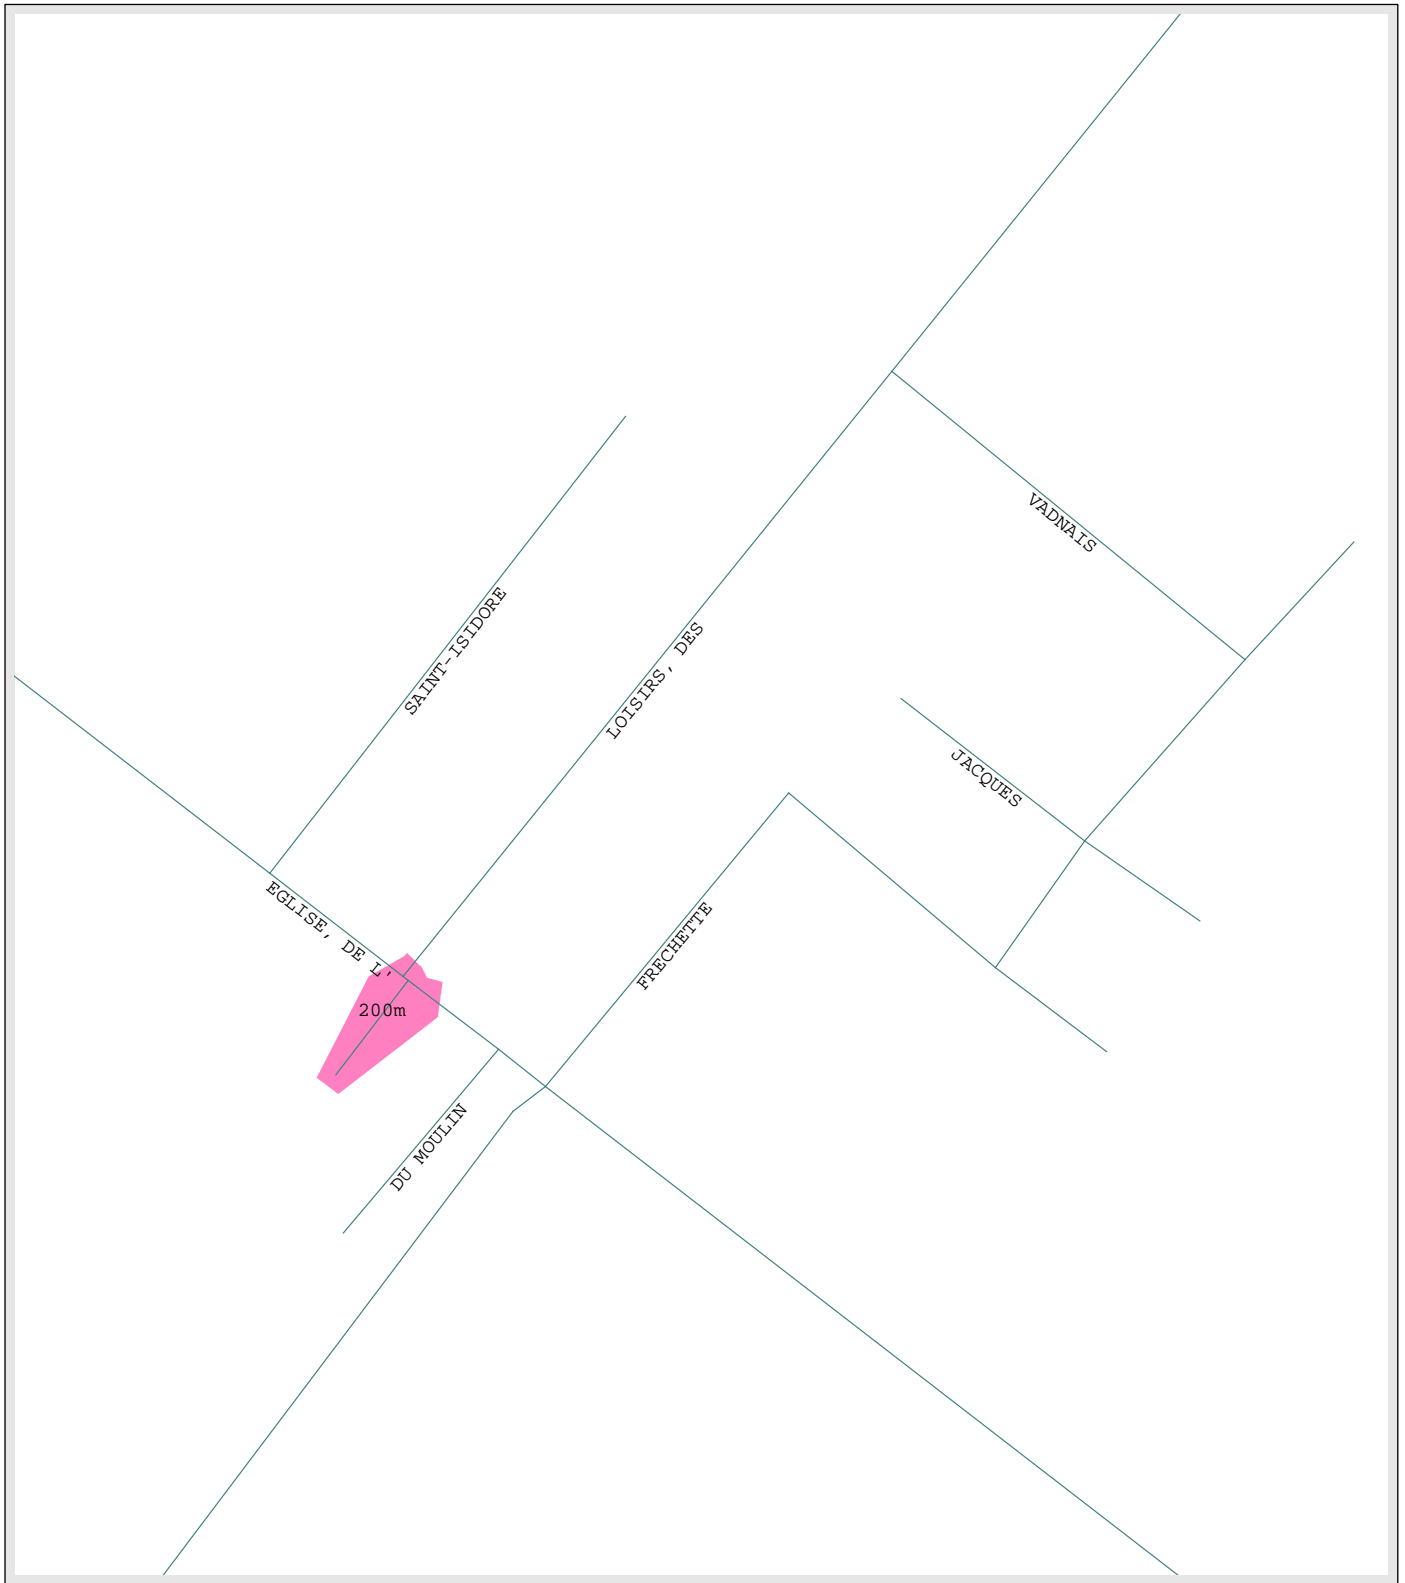 VADNAIS
SAINT-ISIDORE
LOISIRS, DES
JACQUES
EGLISE, DE L'
FRECHETTE
200m
DU MOULIN